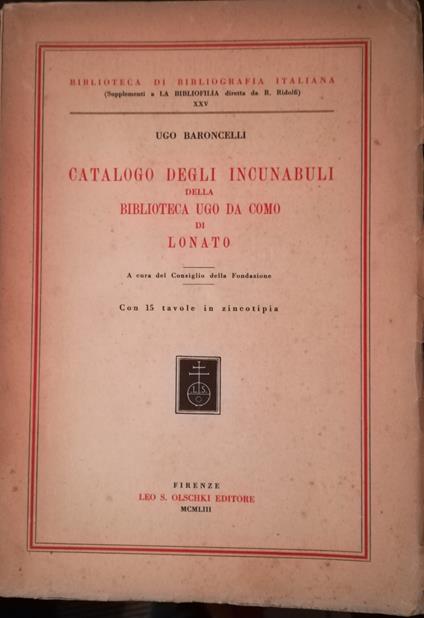 BIBLIOTECA DI BIBLIOGRAFIA ITALIANA
(Supplementi a LA BIBLIOFILIA diretta da R. Ridolfi)
XXV
UGO BARONCELLI
CATALOGO DEGLI INCUNABULI
DELLA
BIBLIOTECA UGO DA COMO
DI
LONATO
A cura del Consiglio della Fondazione
Con 15 tavole in zincotipia
L S
FIRENZE
LEO S. OLSCHKI EDITORE
MCMLIII